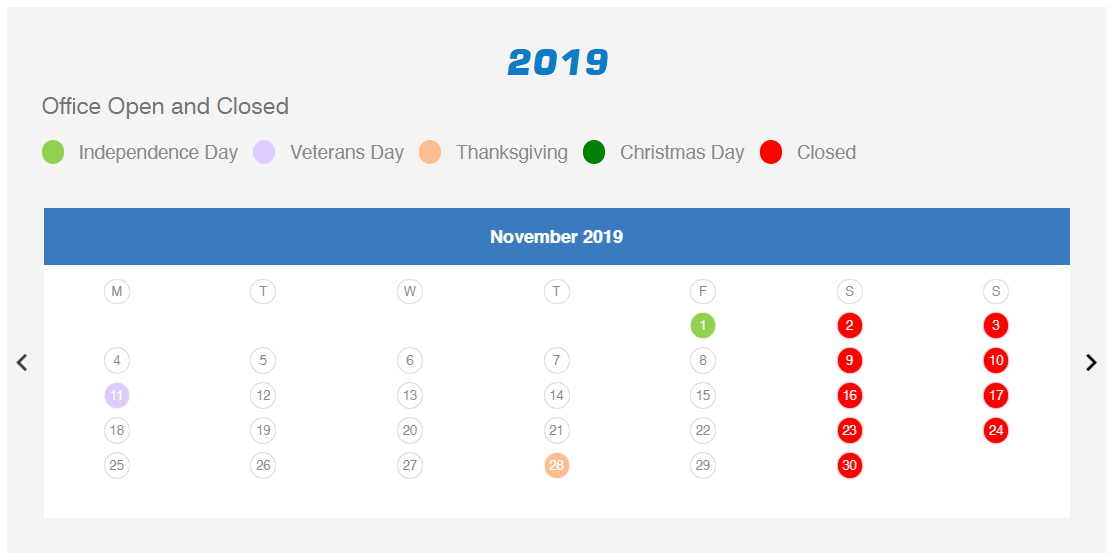 2019
Office Open and Closed
Independence Day Veterans Day Thanksgiving Christmas Day Closed
November 2019
M T W T F S S
1 2 3
4 5 6 7 8 9 10
11 12 13 14 15 16 17
18 19 20 21 22 23 24
25 26 27 28 29 30